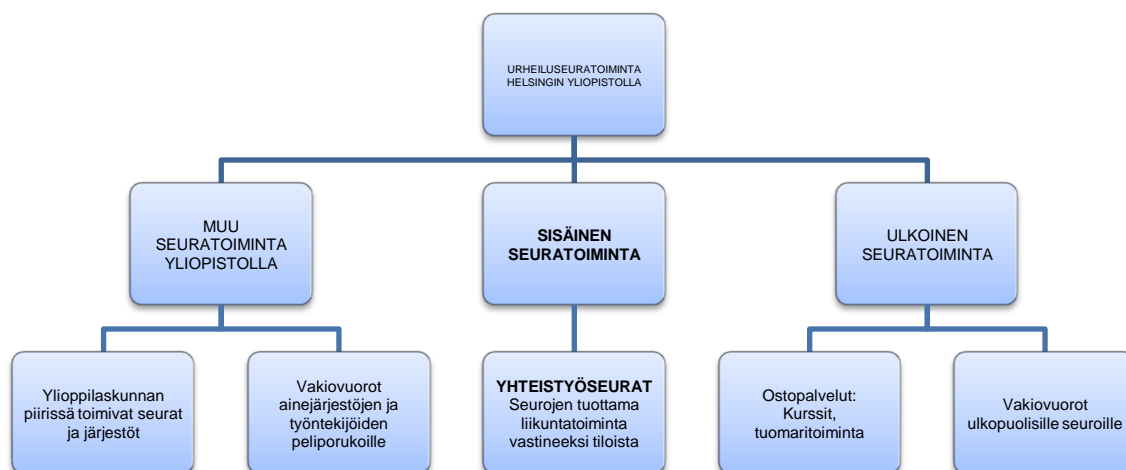 URHEILUSEURATOIMINTA
HELSINGIN YLIOPISTOLLA
MUU
SEURATOIMINTA
YLIOPISTOLLA
SISÄINEN
SEURATOIMINTA
ULKOINEN
SEURATOIMINTA
Ylioppilaskunnan
piirissä toimivat seurat
ja järjestöt
Vakiovuorot
ainejärjestöjen ja
työntekijöiden
peliporukoille
YHTEISTYÖSEURAT
Seurojen tuottama
liikuntatoiminta
vastineeksi tiloista
Ostopalvelut:
Kurssit,
tuomaritoiminta
Vakiovuorot
ulkopuolisille seuroille